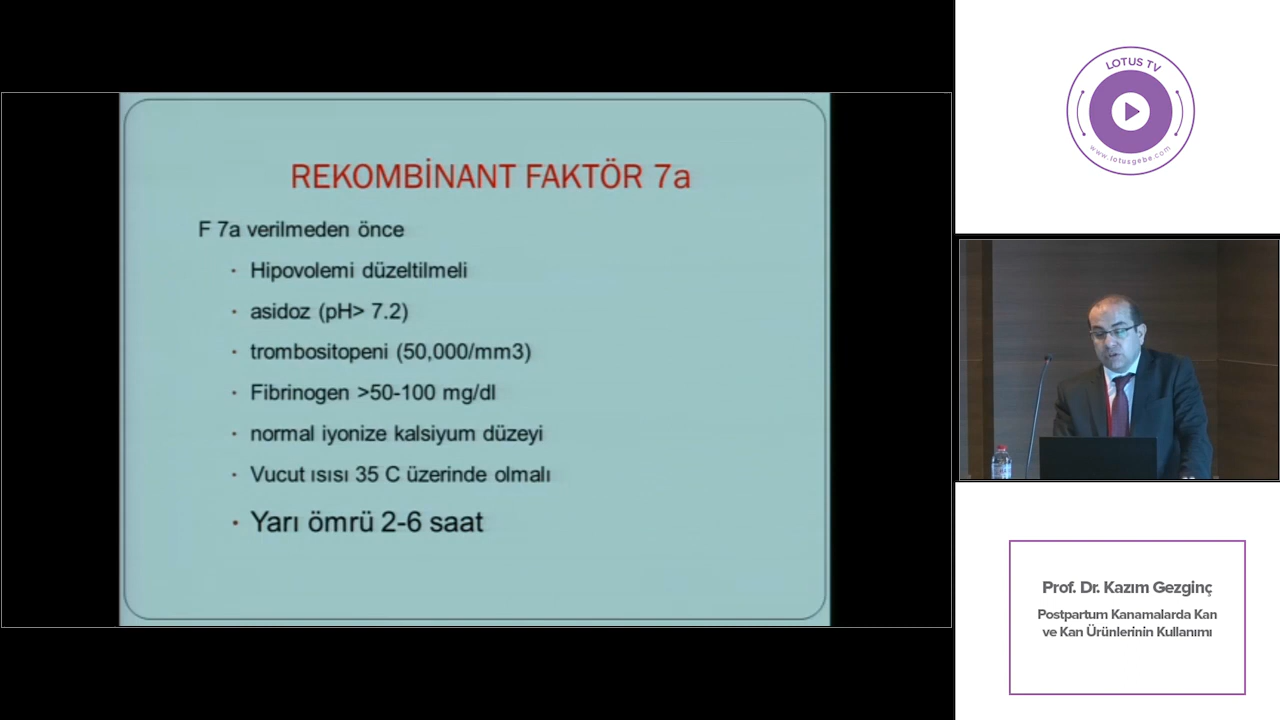 REKOMBİNANT FAKTÖR 7a
F 7a verilmeden önce
• Hipovolemi düzeltilmeli
• asidoz (pH> 7.2)
• trombositopeni (50,000/mm3)
• Fibrinogen >50-100 mg/dl
• normal iyonize kalsiyum düzeyi
• Vucut ısısı 35 C üzerinde olmalı
• Yarı ömrü 2-6 saat
LOTUS TV
www.lotusgebe.com
Prof. Dr. Kazım Gezginç
Postpartum Kanamalarda Kan
ve Kan Ürünlerinin Kullanımı